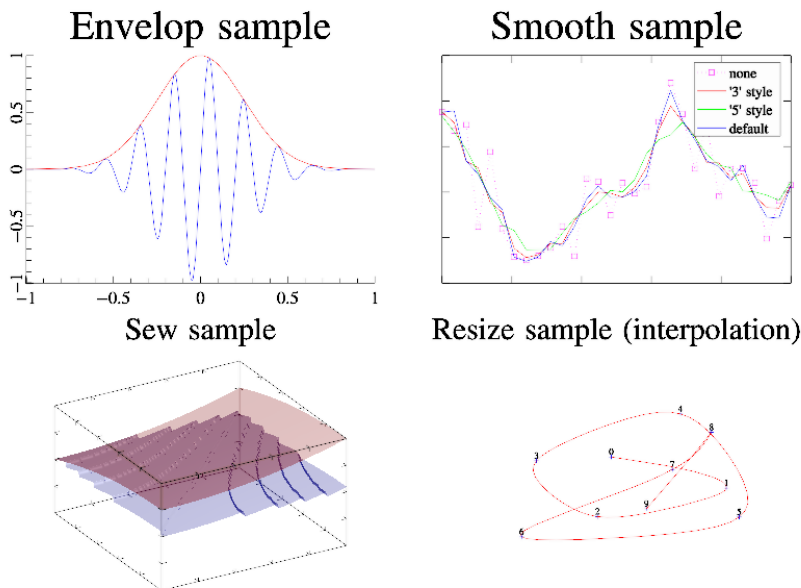 Envelop sample
Smooth sample
1
0.5
0
−0.5
−1
−1
−0.5
0
0.5
1
none
'3' style
'5' style
default
Sew sample
Resize sample (interpolation)
4
8
3
0
7
1
2
9
5
6